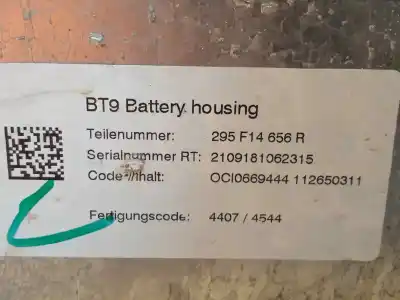 BT9 Battery housing
Teilenummer: 295 F14 656 R
Serialnummer RT: 2109181062315
Code-Inhalt: OCI0669444 112650311
Fertigungscode: 4407 / 4544